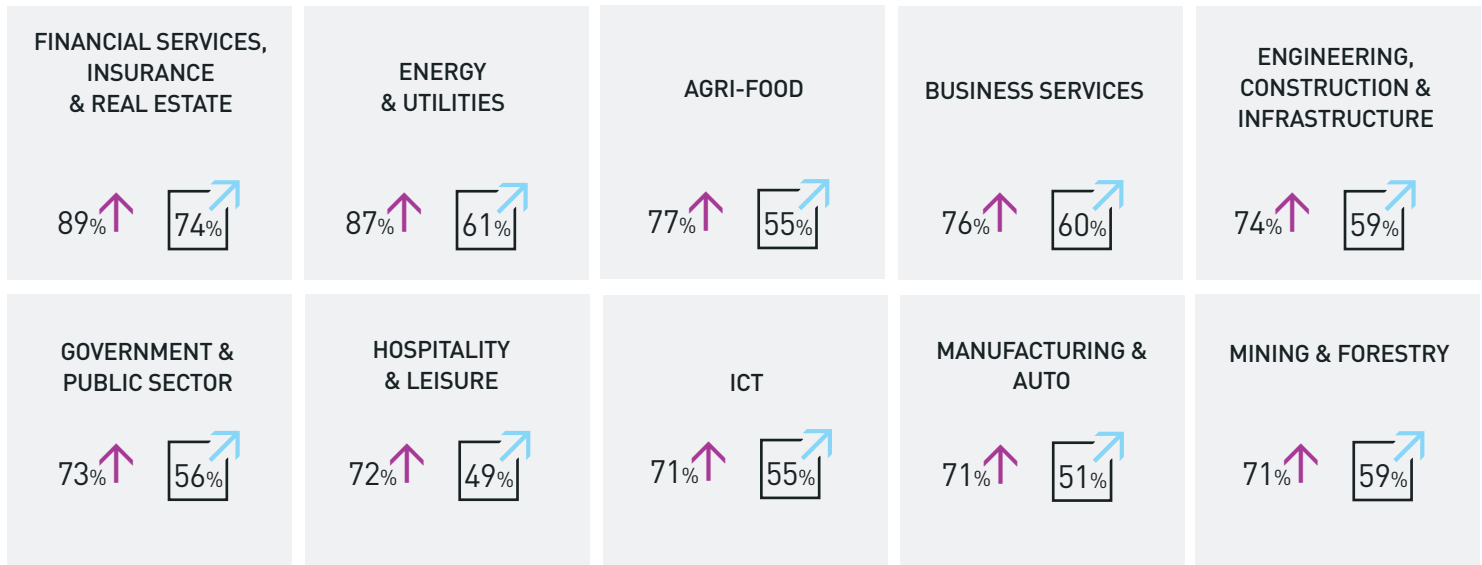 FINANCIAL SERVICES,
INSURANCE
& REAL ESTATE
89%
74%
ENERGY
& UTILITIES
87%
61%
AGRI-FOOD
77%
55%
BUSINESS SERVICES
76%
60%
ENGINEERING,
CONSTRUCTION &
INFRASTRUCTURE
74%
59%
GOVERNMENT &
PUBLIC SECTOR
73%
56%
HOSPITALITY
& LEISURE
72%
49%
ICT
71%
55%
MANUFACTURING &
AUTO
71%
51%
MINING & FORESTRY
71%
59%